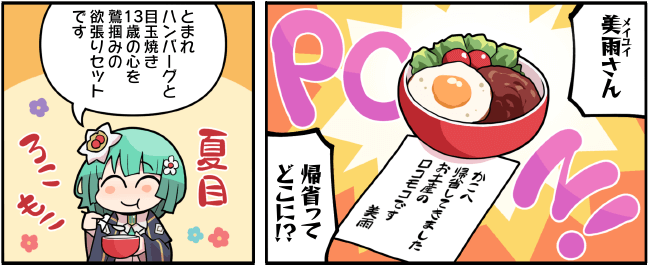 メイコイ
美雨さん
PON!
かこへ
帰省してきました
お土産の
ロコモコです
美雨
帰省って
どこに!?
とまれ
ハンバーグと
目玉焼き
13歳の心を
鷲掴みの
欲張りセット
です
夏目
ろこもこ